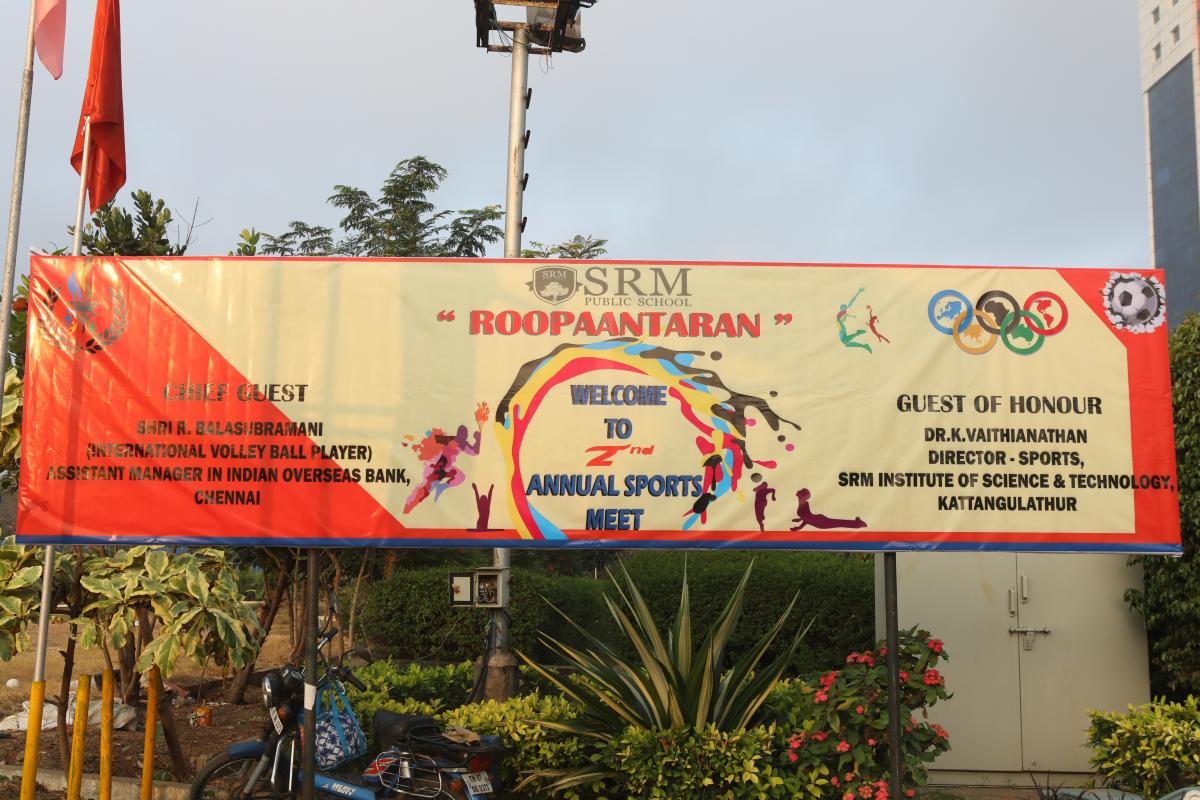 SRM
SRM
PUBLIC SCHOOL
“ ROOPAANTARAN ”
CHIEF GUEST
SHRI R. BALASUBRAMANI
(INTERNATIONAL VOLLEY BALL PLAYER)
ASSISTANT MANAGER IN INDIAN OVERSEAS BANK,
CHENNAI
WELCOME
TO
2nd
ANNUAL SPORTS
MEET
GUEST OF HONOUR
DR.K.VAITHIANATHAN
DIRECTOR - SPORTS,
SRM INSTITUTE OF SCIENCE & TECHNOLOGY,
KATTANGULATHUR